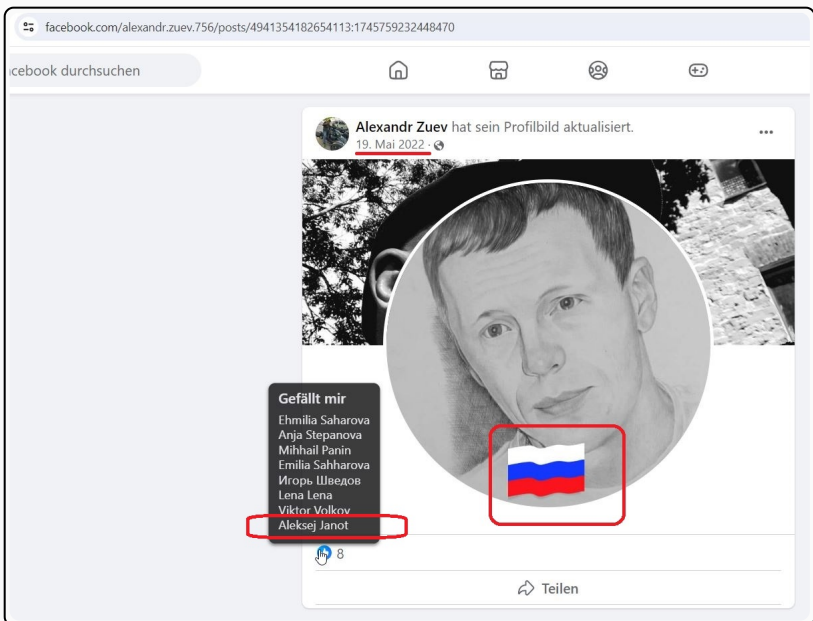 facebook.com/alexandr.zuev.756/posts/4941354182654113:1745759232448470
acebook durchsuchen
Alexandr Zuev hat sein Profilbild aktualisiert.
19. Mai 2022 ·
Gefällt mir
Ehmilia Saharova
Anja Stepanova
Mihhail Panin
Emilia Sahharova
Игорь Шведов
Lena Lena
Viktor Volkov
Aleksej Janot
8
Teilen